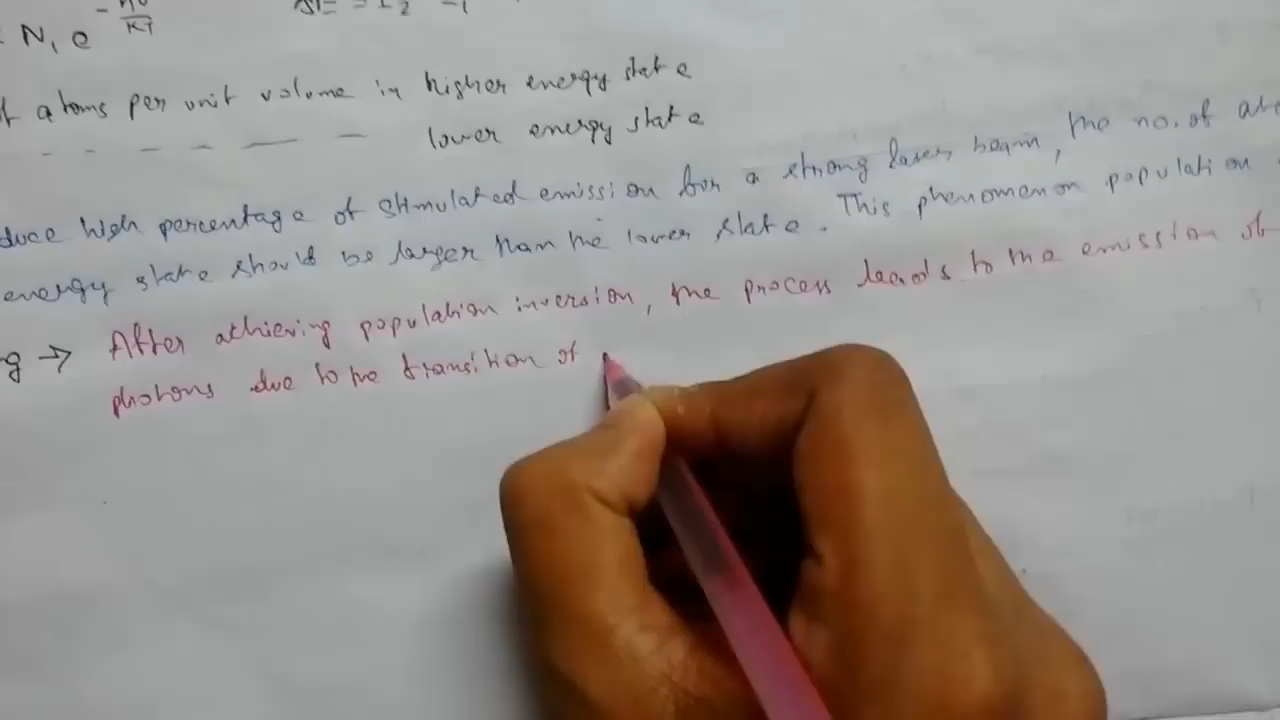 N₁ e^-hν/KT
atoms per unit volume in higher energy state
– – – – — – lower energy state
duce high percentage of stimulated emission for a strong laser beam, the no. of
energy state should be larger than the lower state. This phenomenon population
g → After achieving population inversion, the process leads to the emission of
photons due to the transition of